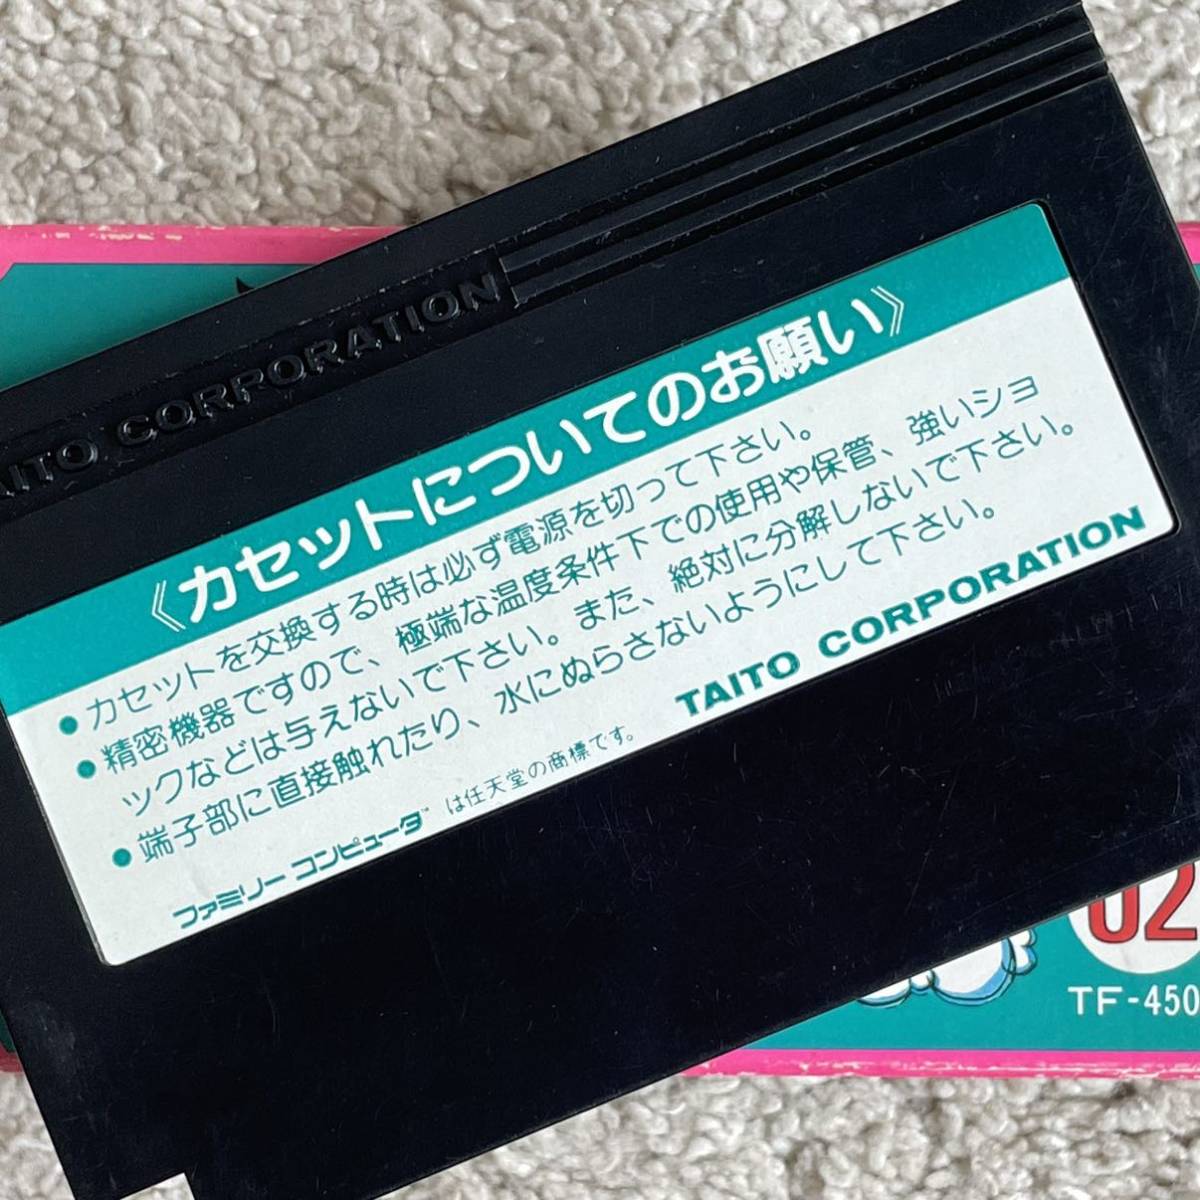 TAITO CORPORATION
《カセットについてのお願い》
● カセットを交換する時は必ず電源を切って下さい。
● 精密機器ですので、極端な温度条件下での使用や保管、強いショ
ックなどは与えないで下さい。また、絶対に分解しないで下さい。
● 端子部に直接触れたり、水にぬらさないようにして下さい。
TAITO CORPORATION
ファミリーコンピュータ™ は任天堂の商標です。
02
TF-450